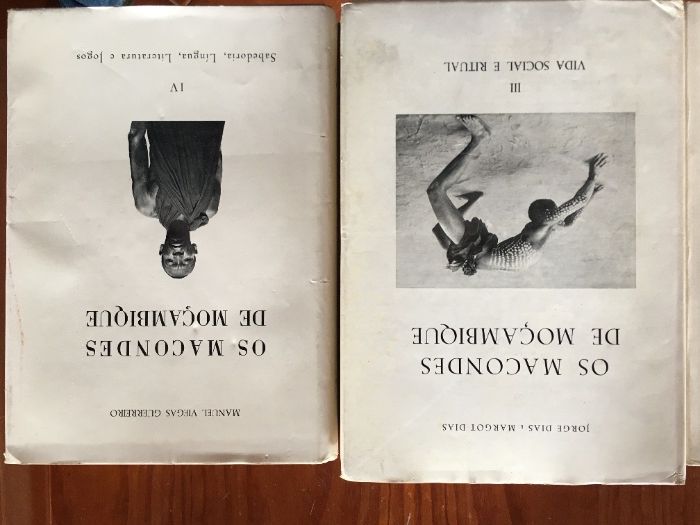 JORGE DIAS E MARGOT DIAS
OS MACONDES
DE MOÇAMBIQUE
III
VIDA SOCIAL E RITUAL
MANUEL VIEGAS GUERREIRO
OS MACONDES
DE MOÇAMBIQUE
IV
Sabedoria, Língua, Literatura e Jogos